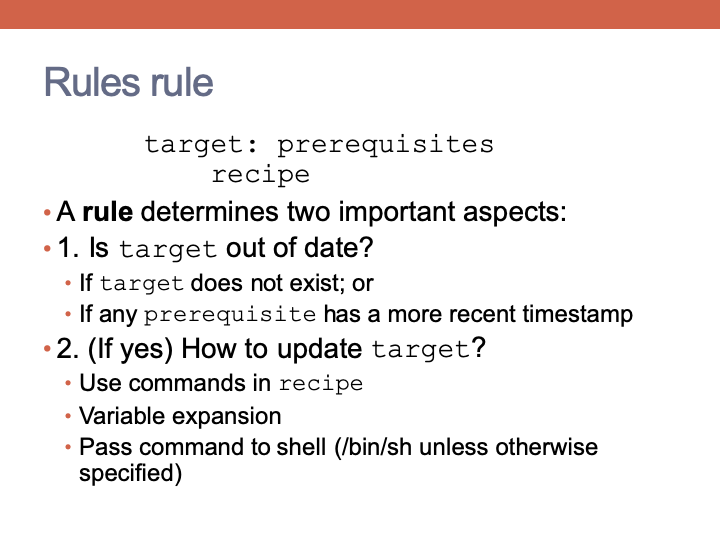 Rules rule
target: prerequisites
recipe
• A rule determines two important aspects:
• 1. Is target out of date?
• If target does not exist; or
• If any prerequisite has a more recent timestamp
• 2. (If yes) How to update target?
• Use commands in recipe
• Variable expansion
• Pass command to shell (/bin/sh unless otherwise
specified)